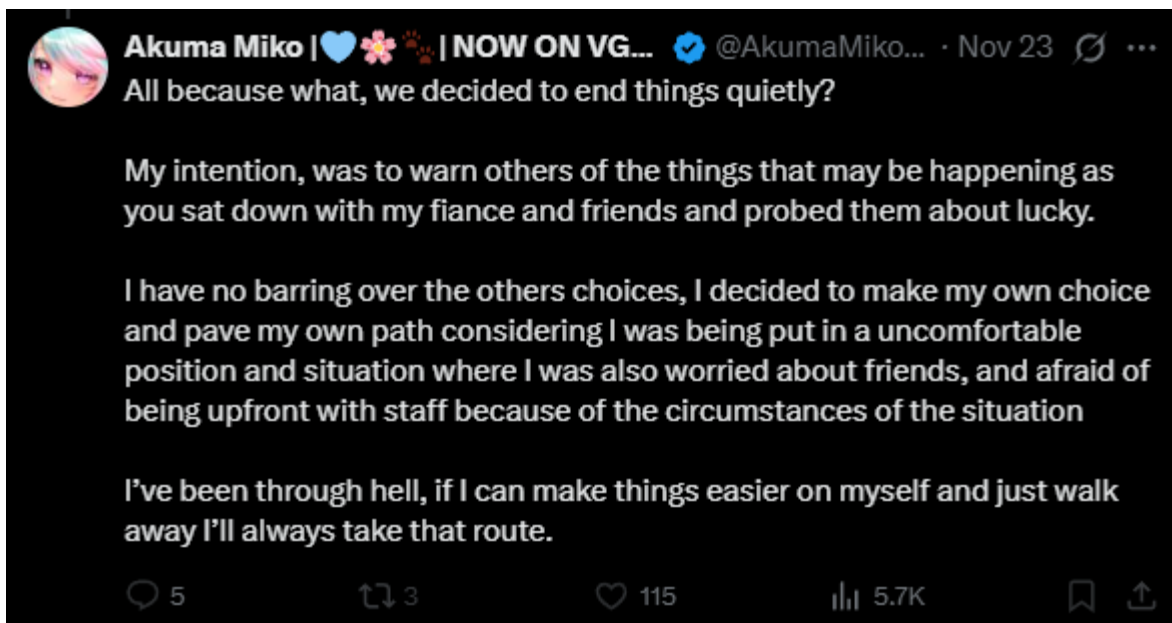 Akuma Miko |💙🌸🐾| NOW ON VG... @AkumaMiko... · Nov 23
All because what, we decided to end things quietly?
My intention, was to warn others of the things that may be happening as
you sat down with my fiance and friends and probed them about lucky.
I have no barring over the others choices, I decided to make my own choice
and pave my own path considering I was being put in a uncomfortable
position and situation where I was also worried about friends, and afraid of
being upfront with staff because of the circumstances of the situation
I've been through hell, if I can make things easier on myself and just walk
away I'll always take that route.
5 3 115 5.7K